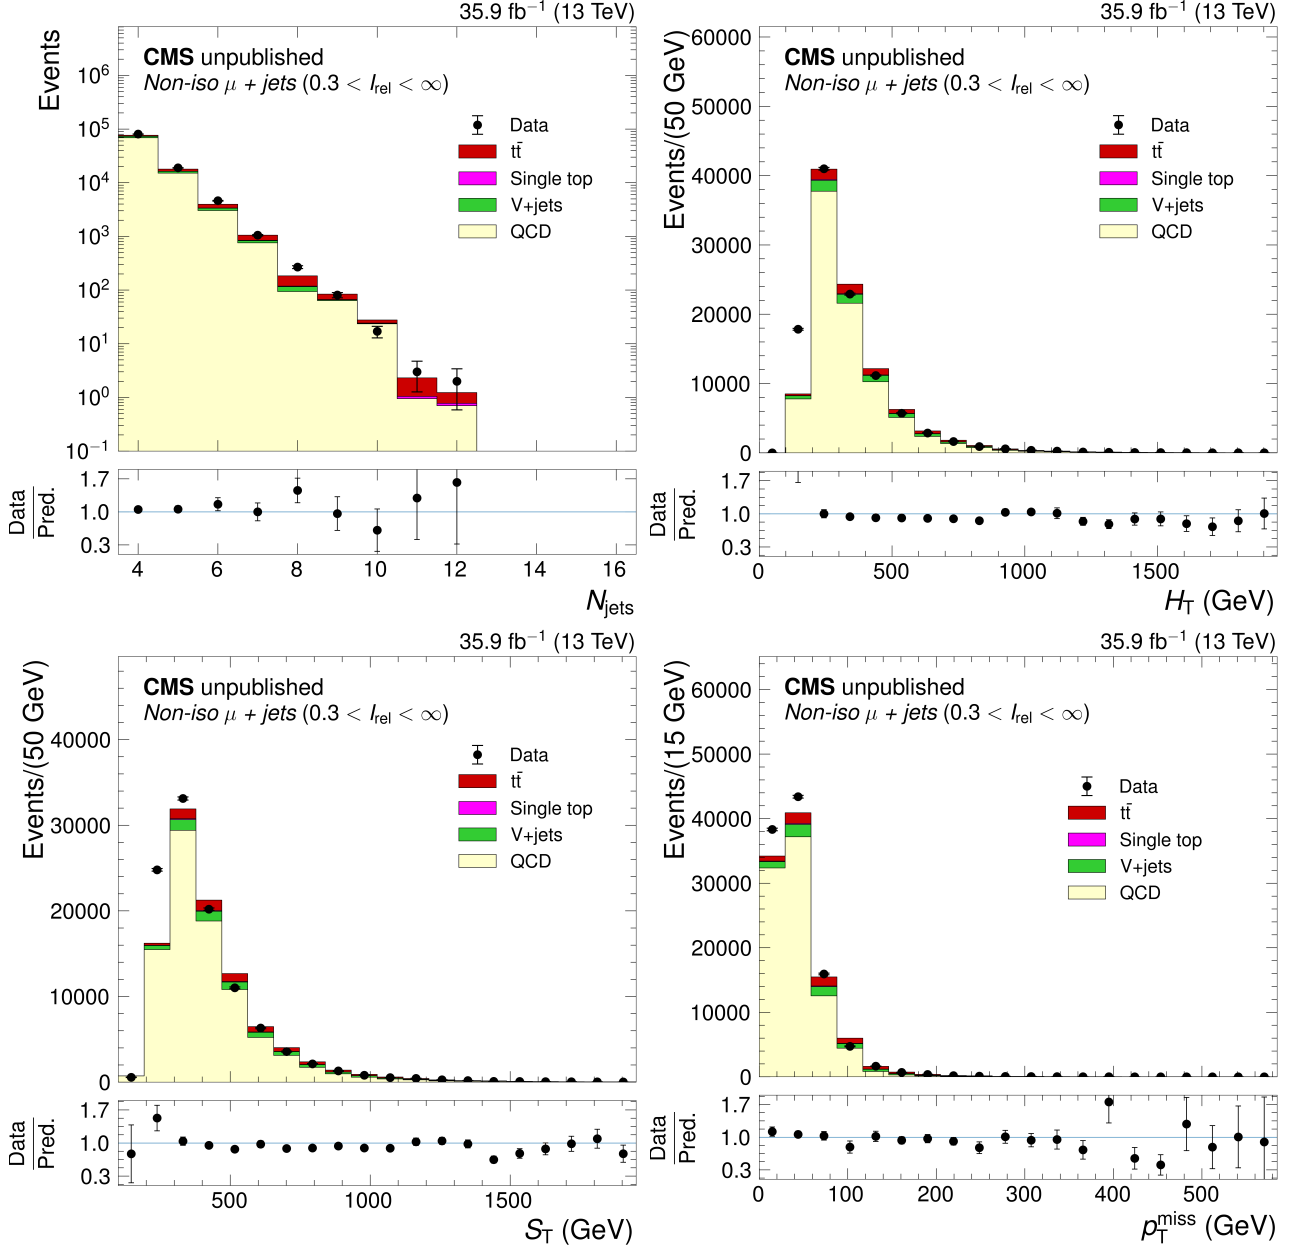 35.9 fb⁻¹ (13 TeV)
Events
CMS unpublished
Non-iso μ + jets (0.3 < I_rel < ∞)
Data
tt̄
Single top
V+jets
QCD
10⁶
10⁵
10⁴
10³
10²
10¹
10⁰
10⁻¹
Data
Pred.
1.7
1.0
0.3
4 6 8 10 12 14 16
N_jets
35.9 fb⁻¹ (13 TeV)
Events/(50 GeV)
CMS unpublished
Non-iso μ + jets (0.3 < I_rel < ∞)
Data
tt̄
Single top
V+jets
QCD
60000
50000
40000
30000
20000
10000
0
Data
Pred.
1.7
1.0
0.3
0 500 1000 1500
H_T (GeV)
35.9 fb⁻¹ (13 TeV)
Events/(50 GeV)
CMS unpublished
Non-iso μ + jets (0.3 < I_rel < ∞)
Data
tt̄
Single top
V+jets
QCD
40000
30000
20000
10000
0
Data
Pred.
1.7
1.0
0.3
500 1000 1500
S_T (GeV)
35.9 fb⁻¹ (13 TeV)
Events/(15 GeV)
CMS unpublished
Non-iso μ + jets (0.3 < I_rel < ∞)
Data
tt̄
Single top
V+jets
QCD
60000
50000
40000
30000
20000
10000
0
Data
Pred.
1.7
1.0
0.3
0 100 200 300 400 500
p_T^miss (GeV)